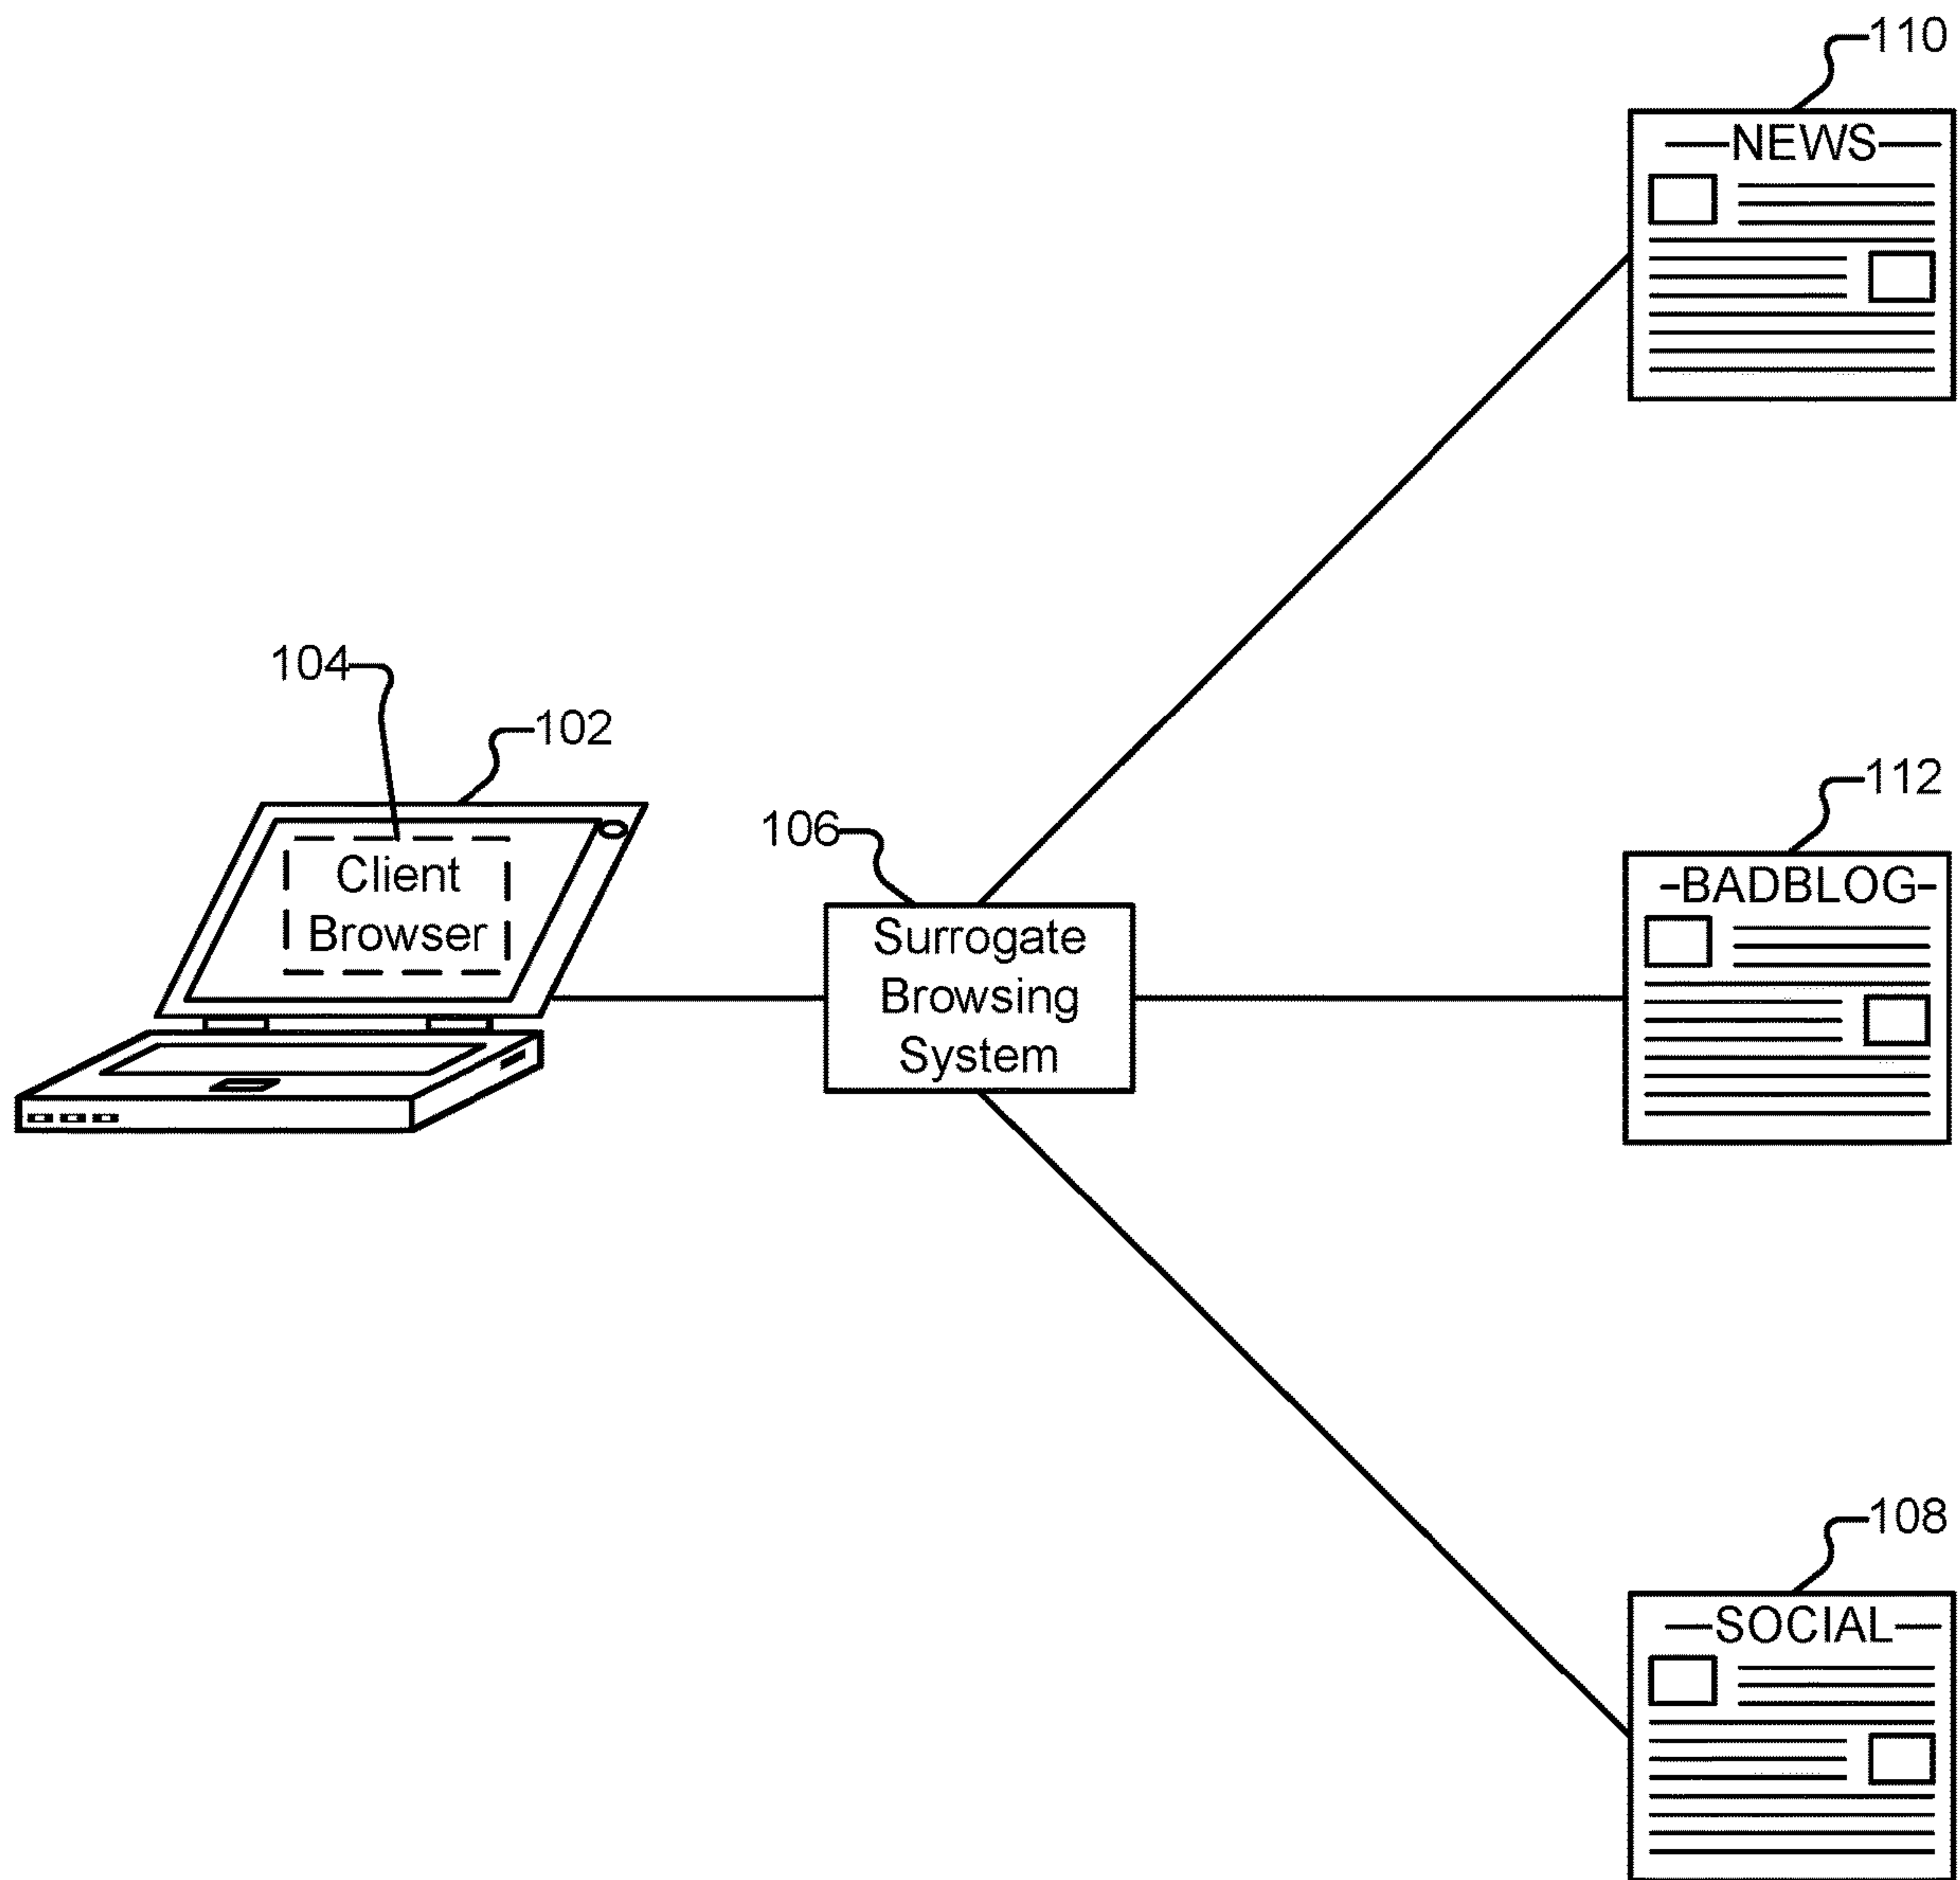 110
NEWS
104
102
Client
Browser
106
Surrogate
Browsing
System
112
-BADBLOG-
108
SOCIAL